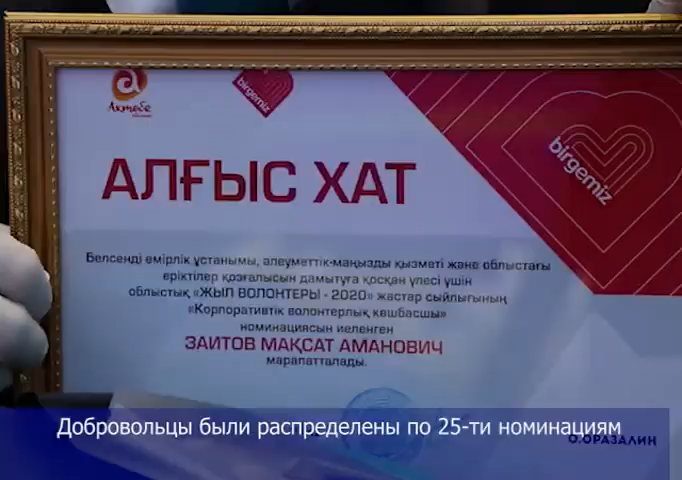 Ақтөбе
birgemiz
birgemiz
АЛҒЫС ХАТ
Белсенді өмірлік ұстанымы, әлеуметтік-маңызды қызметі және облыстағы
еріктілер қозғалысын дамытуға қосқан үлесі үшін
облыстық «ЖЫЛ ВОЛОНТЕРЫ - 2020» жастар сыйлығының
«Корпоративтік волонтерлық көшбасшы»
номинациясын иеленген
ЗАИТОВ МАҚСАТ АМАНОВИЧ
марапатталады.
Добровольцы были распределены по 25-ти номинациям
О.ОРАЗАЛИН